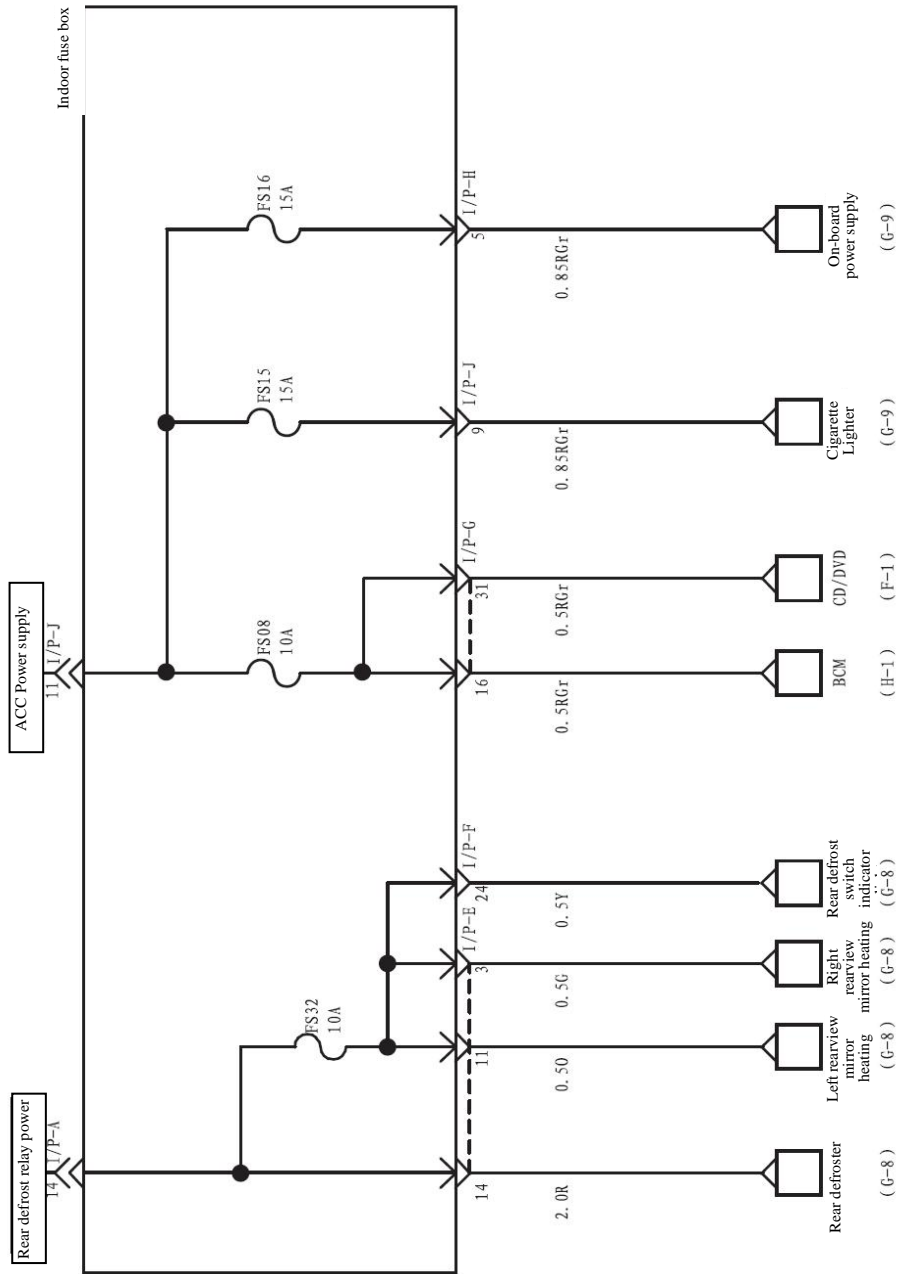 Indoor fuse box
Rear defrost relay power
14 I/P-A
ACC Power supply
11 I/P-J
FS32
10A
FS08
10A
FS15
15A
FS16
15A
14
11
3
I/P-E
24
I/P-F
16
31
I/P-G
9
I/P-J
5
I/P-H
2.0R
0.5O
0.5G
0.5Y
0.5RGr
0.5RGr
0.85RGr
0.85RGr
Rear defroster
(G-8)
Left rearview
mirror
heating
(G-8)
Right
rearview
mirror heating
(G-8)
Rear defrost
switch
indicator
(G-8)
BCM
(H-1)
CD/DVD
(F-1)
Cigarette
Lighter
(G-9)
On-board
power supply
(G-9)